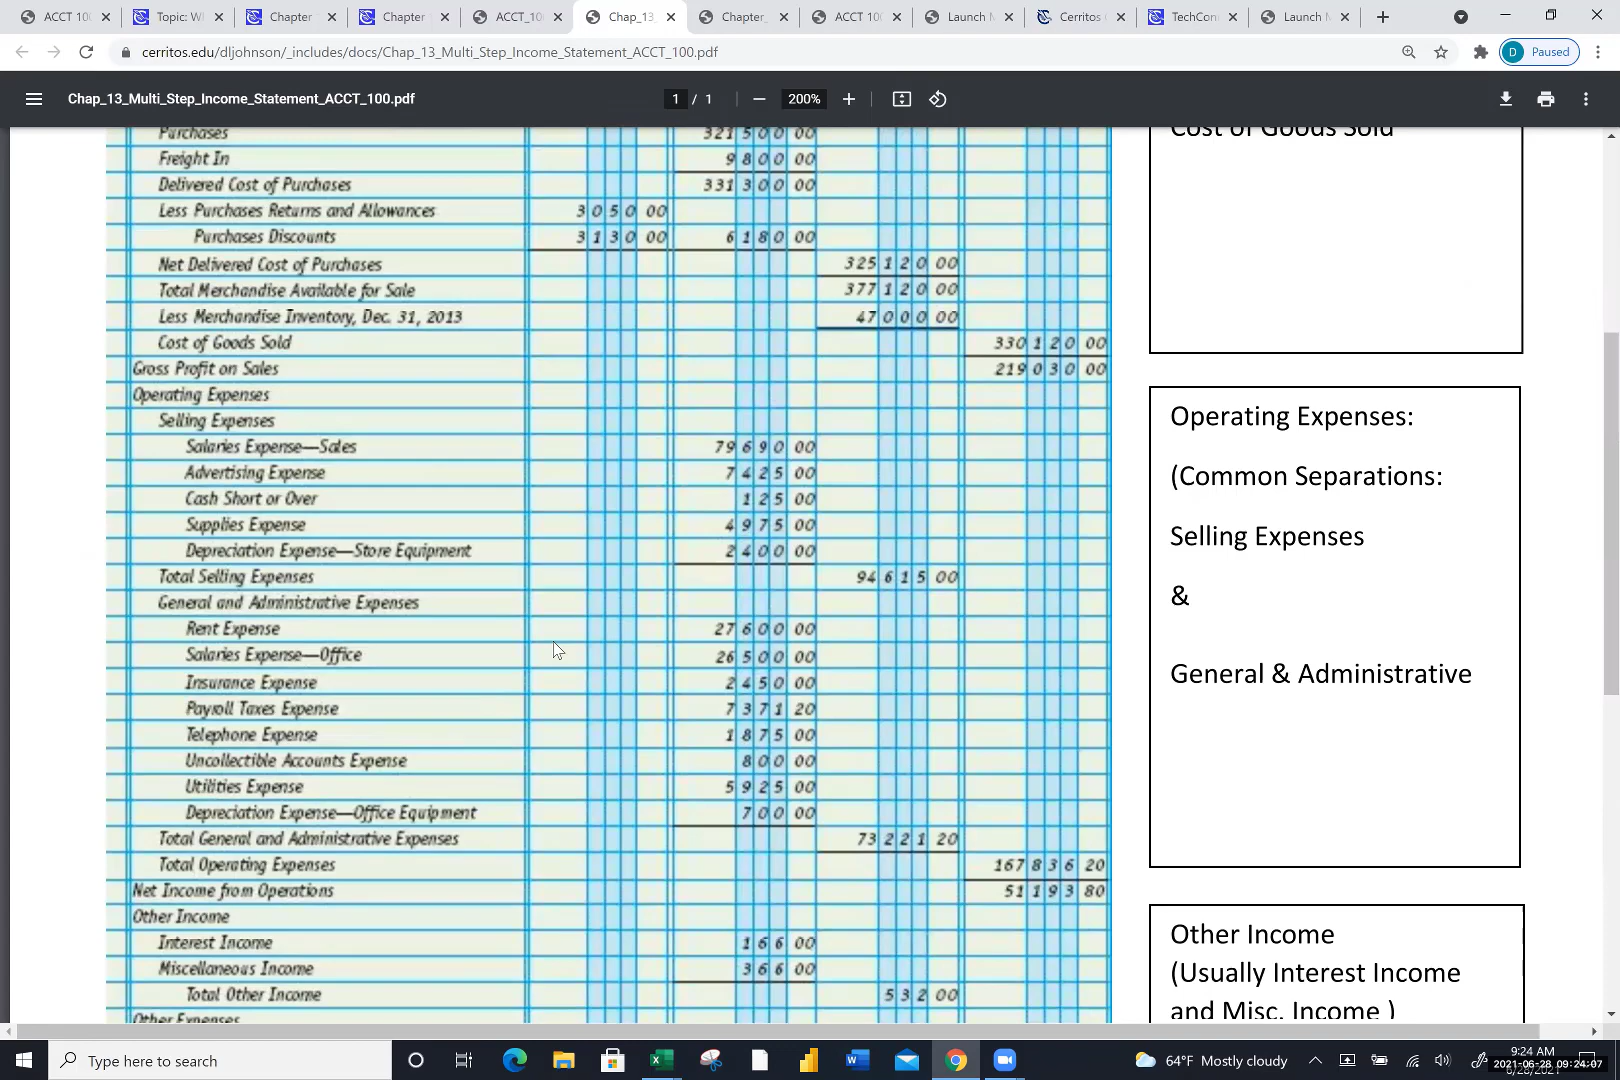 ACCT 100
Topic: W
Chapter
Chapter
ACCT_10
Chap_13_
Chapter_
ACCT 100
Launch
Cerritos
TechCon
Launch
cerritos.edu/dljohnson/_includes/docs/Chap_13_Multi_Step_Income_Statement_ACCT_100.pdf
D Paused
Chap_13_Multi_Step_Income_Statement_ACCT_100.pdf
1 / 1
200%
Purchases 321 5 0 0 00
Freight In 9 8 0 0 00
Delivered Cost of Purchases 331 3 0 0 00
Less Purchases Returns and Allowances 3 0 5 0 00
Purchases Discounts 3 1 3 0 00 6 1 8 0 00
Net Delivered Cost of Purchases 325 1 2 0 00
Total Merchandise Available for Sale 377 1 2 0 00
Less Merchandise Inventory, Dec. 31, 2013 47 0 0 0 00
Cost of Goods Sold 330 1 2 0 00
Gross Profit on Sales 219 0 3 0 00
Operating Expenses
Selling Expenses
Salaries Expense—Sales 79 6 9 0 00
Advertising Expense 7 4 2 5 00
Cash Short or Over 1 2 5 00
Supplies Expense 4 9 7 5 00
Depreciation Expense—Store Equipment 2 4 0 0 00
Total Selling Expenses 94 6 1 5 00
General and Administrative Expenses
Rent Expense 27 6 0 0 00
Salaries Expense—Office 26 5 0 0 00
Insurance Expense 2 4 5 0 00
Payroll Taxes Expense 7 3 7 1 20
Telephone Expense 1 8 7 5 00
Uncollectible Accounts Expense 8 0 0 00
Utilities Expense 5 9 2 5 00
Depreciation Expense—Office Equipment 7 0 0 00
Total General and Administrative Expenses 73 2 2 1 20
Total Operating Expenses 167 8 3 6 20
Net Income from Operations 51 1 9 3 80
Other Income
Interest Income 1 6 6 00
Miscellaneous Income 3 6 6 00
Total Other Income 5 3 2 00
Other Expenses
Cost of Goods Sold
Operating Expenses:
(Common Separations:
Selling Expenses
&
General & Administrative
Other Income
(Usually Interest Income
and Misc. Income )
Type here to search
64°F Mostly cloudy
9:24 AM
2021-06-28 09:24:07